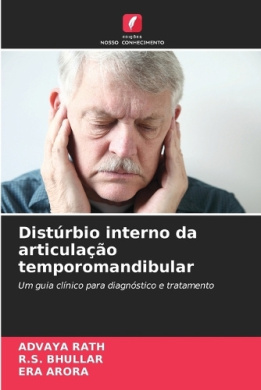 edições
NOSSO CONHECIMENTO
Distúrbio interno da
articulação
temporomandibular
Um guia clínico para diagnóstico e tratamento
ADVAYA RATH
R.S. BHULLAR
ERA ARORA